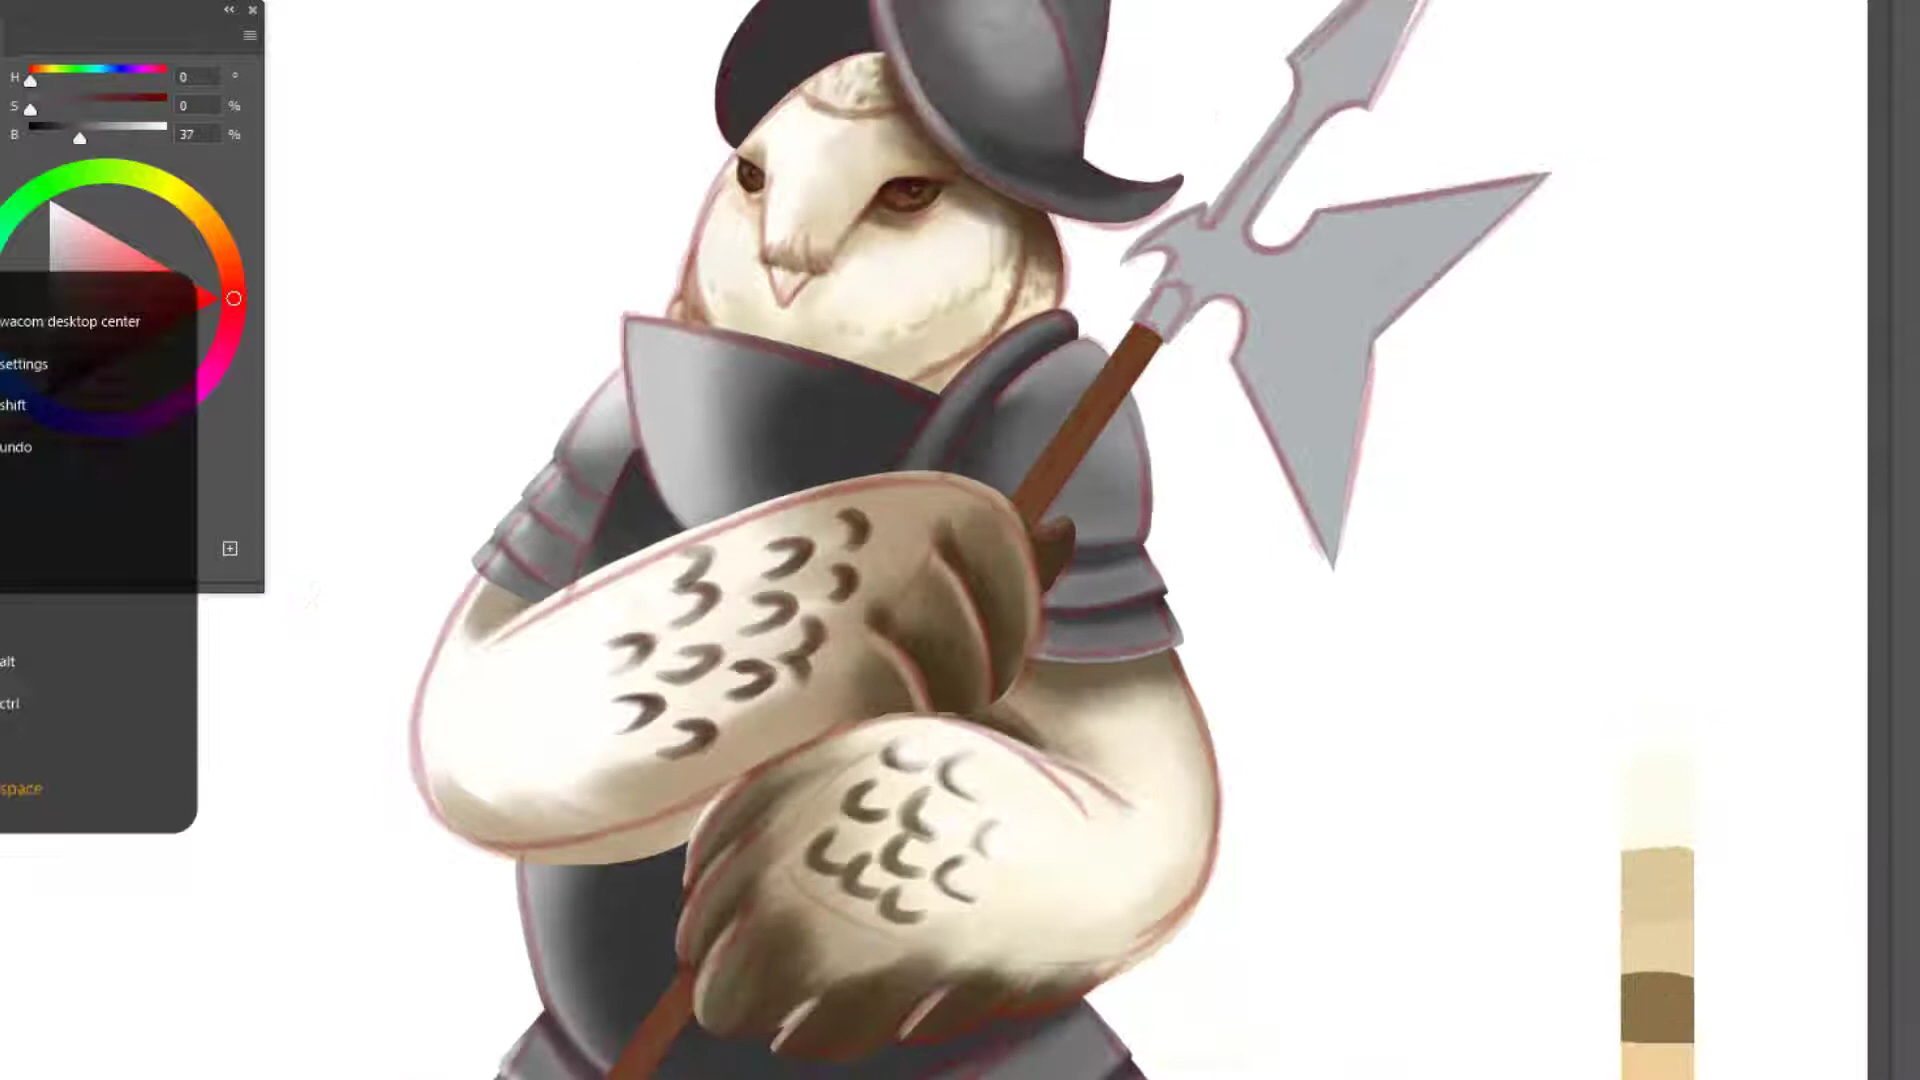 H 0 °
S 0 %
B 37 %
wacom desktop center
settings
shift
undo
alt
ctrl
space